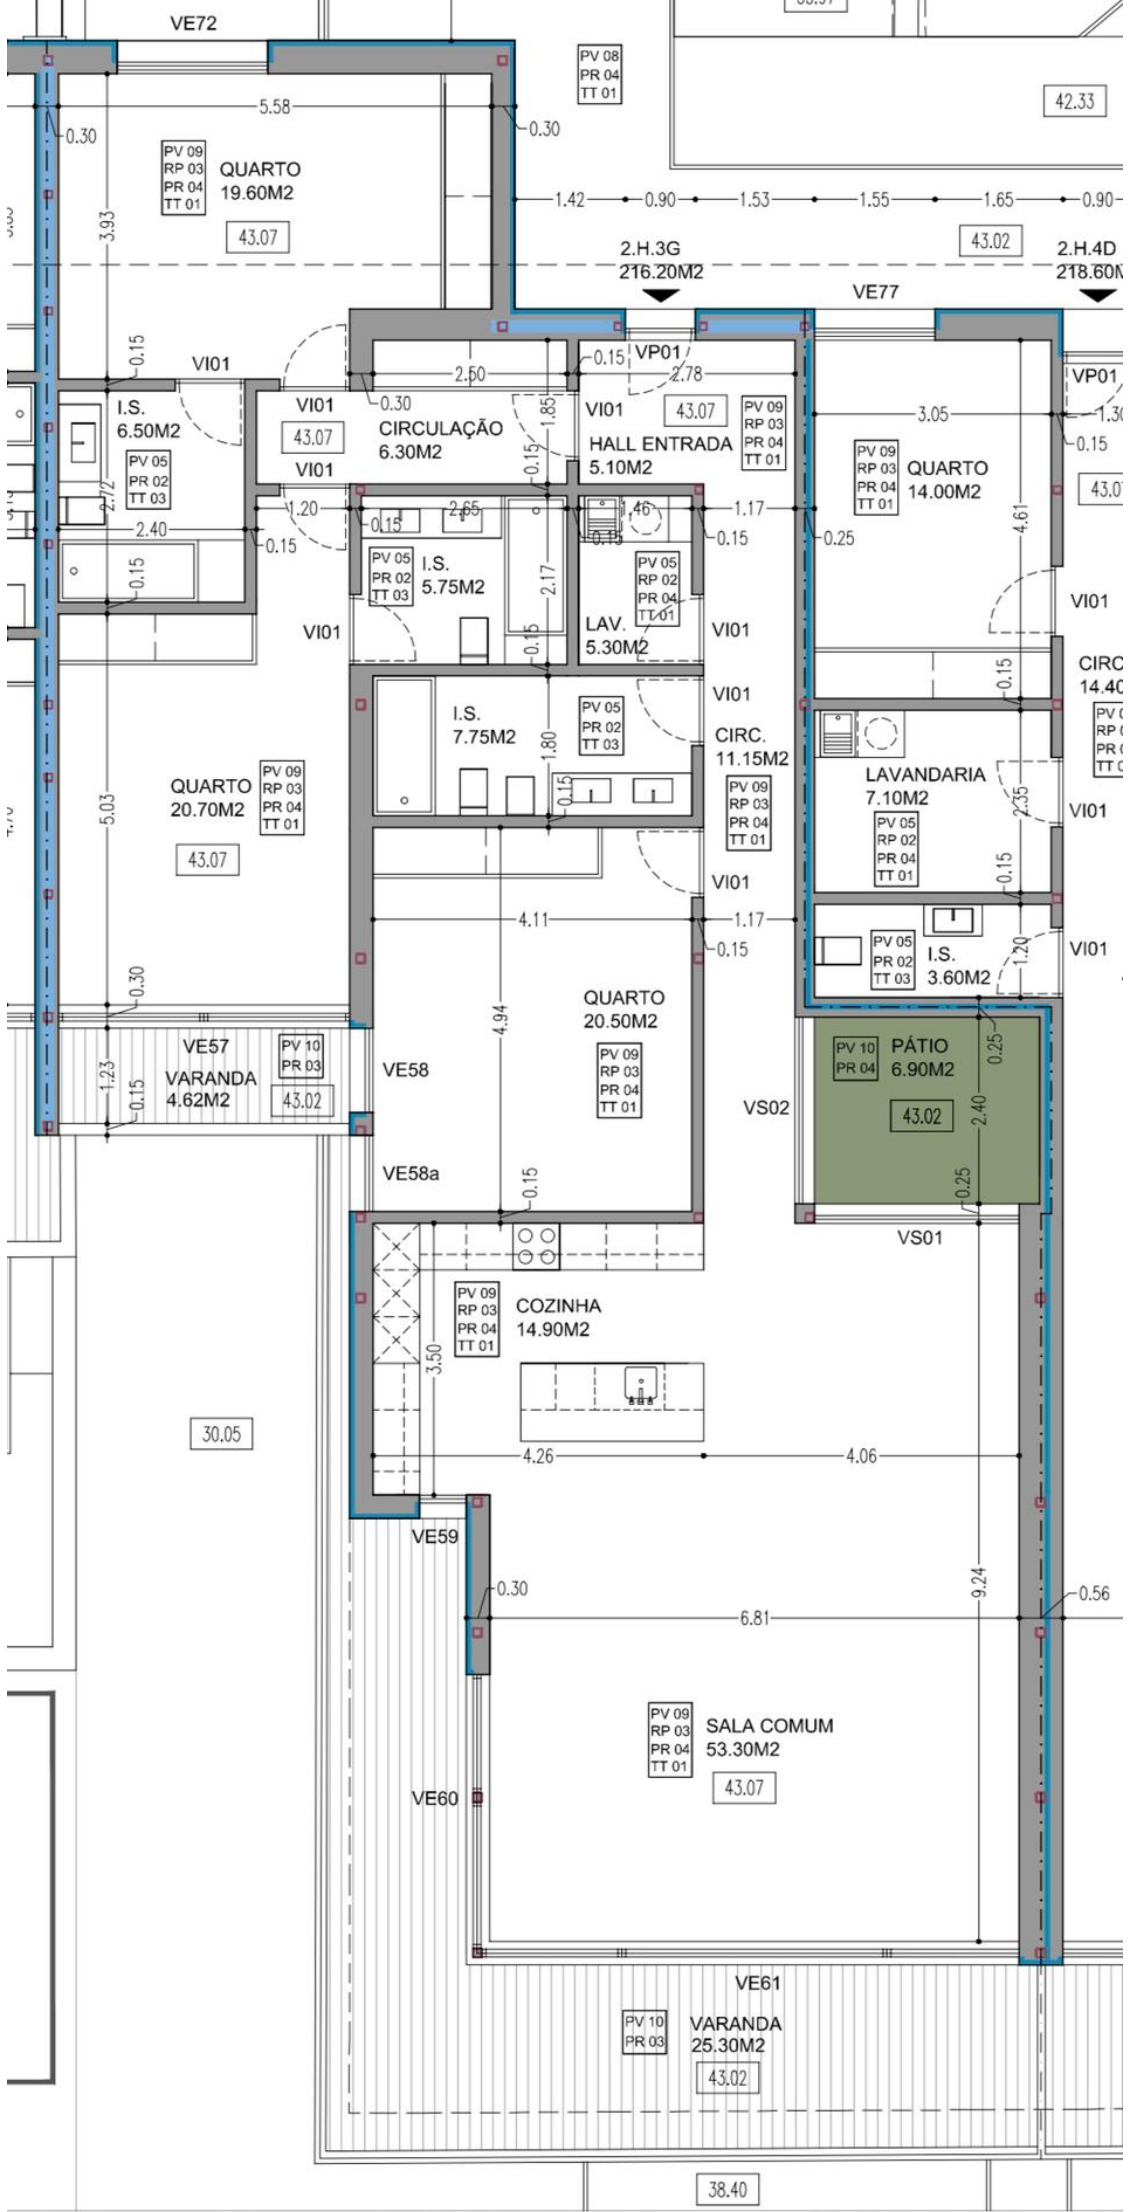 VE72
PV 08
PR 04
TT 01
42.33
5.58
0.30
0.30
PV 09
RP 03
PR 04
TT 01
QUARTO
19.60M2
43.07
3.93
1.42
0.90
1.53
1.55
1.65
0.90
43.02
2.H.3G
216.20M2
2.H.4D
VE77
0.15
VI01
VP01
0.15
2.50
2.78
VP01
0.30
VI01
VI01
43.07
1.85
I.S.
6.50M2
43.07
CIRCULAÇÃO
6.30M2
HALL ENTRADA
5.10M2
PV 09
RP 03
PR 04
TT 01
3.05
0.15
PV 05
PR 02
TT 03
VI01
0.15
PV 09
RP 03
PR 04
TT 01
QUARTO
14.00M2
4.61
2.72
2.40
0.15
1.20
0.15
2.65
1.46
0.15
1.17
0.15
0.25
PV 05
PR 02
TT 03
I.S.
5.75M2
2.17
PV 05
RP 02
PR 04
TT 01
LAV.
5.30M2
0.15
VI01
0.15
VI01
VI01
0.15
VI01
I.S.
7.75M2
PV 05
PR 02
TT 03
1.80
0.15
CIRC.
11.15M2
PV 09
RP 03
PR 04
TT 01
LAVANDARIA
7.10M2
PV 05
RP 02
PR 04
TT 01
2.35
0.15
VI01
QUARTO
20.70M2
PV 09
RP 03
PR 04
TT 01
43.07
5.03
VI01
4.11
1.17
0.15
PV 05
PR 02
TT 03
I.S.
3.60M2
1.20
VI01
0.30
4.94
QUARTO
20.50M2
PV 09
RP 03
PR 04
TT 01
VE57
VARANDA
4.62M2
PV 10
PR 03
43.02
1.23
0.15
VE58
VE58a
0.15
VS02
PV 10
PR 04
PÁTIO
6.90M2
43.02
0.25
2.40
0.25
VS01
PV 09
RP 03
PR 04
TT 01
COZINHA
14.90M2
3.50
30.05
4.26
4.06
VE59
0.30
9.24
0.56
6.81
PV 09
RP 03
PR 04
TT 01
SALA COMUM
53.30M2
43.07
VE60
VE61
PV 10
PR 03
VARANDA
25.30M2
43.02
38.40